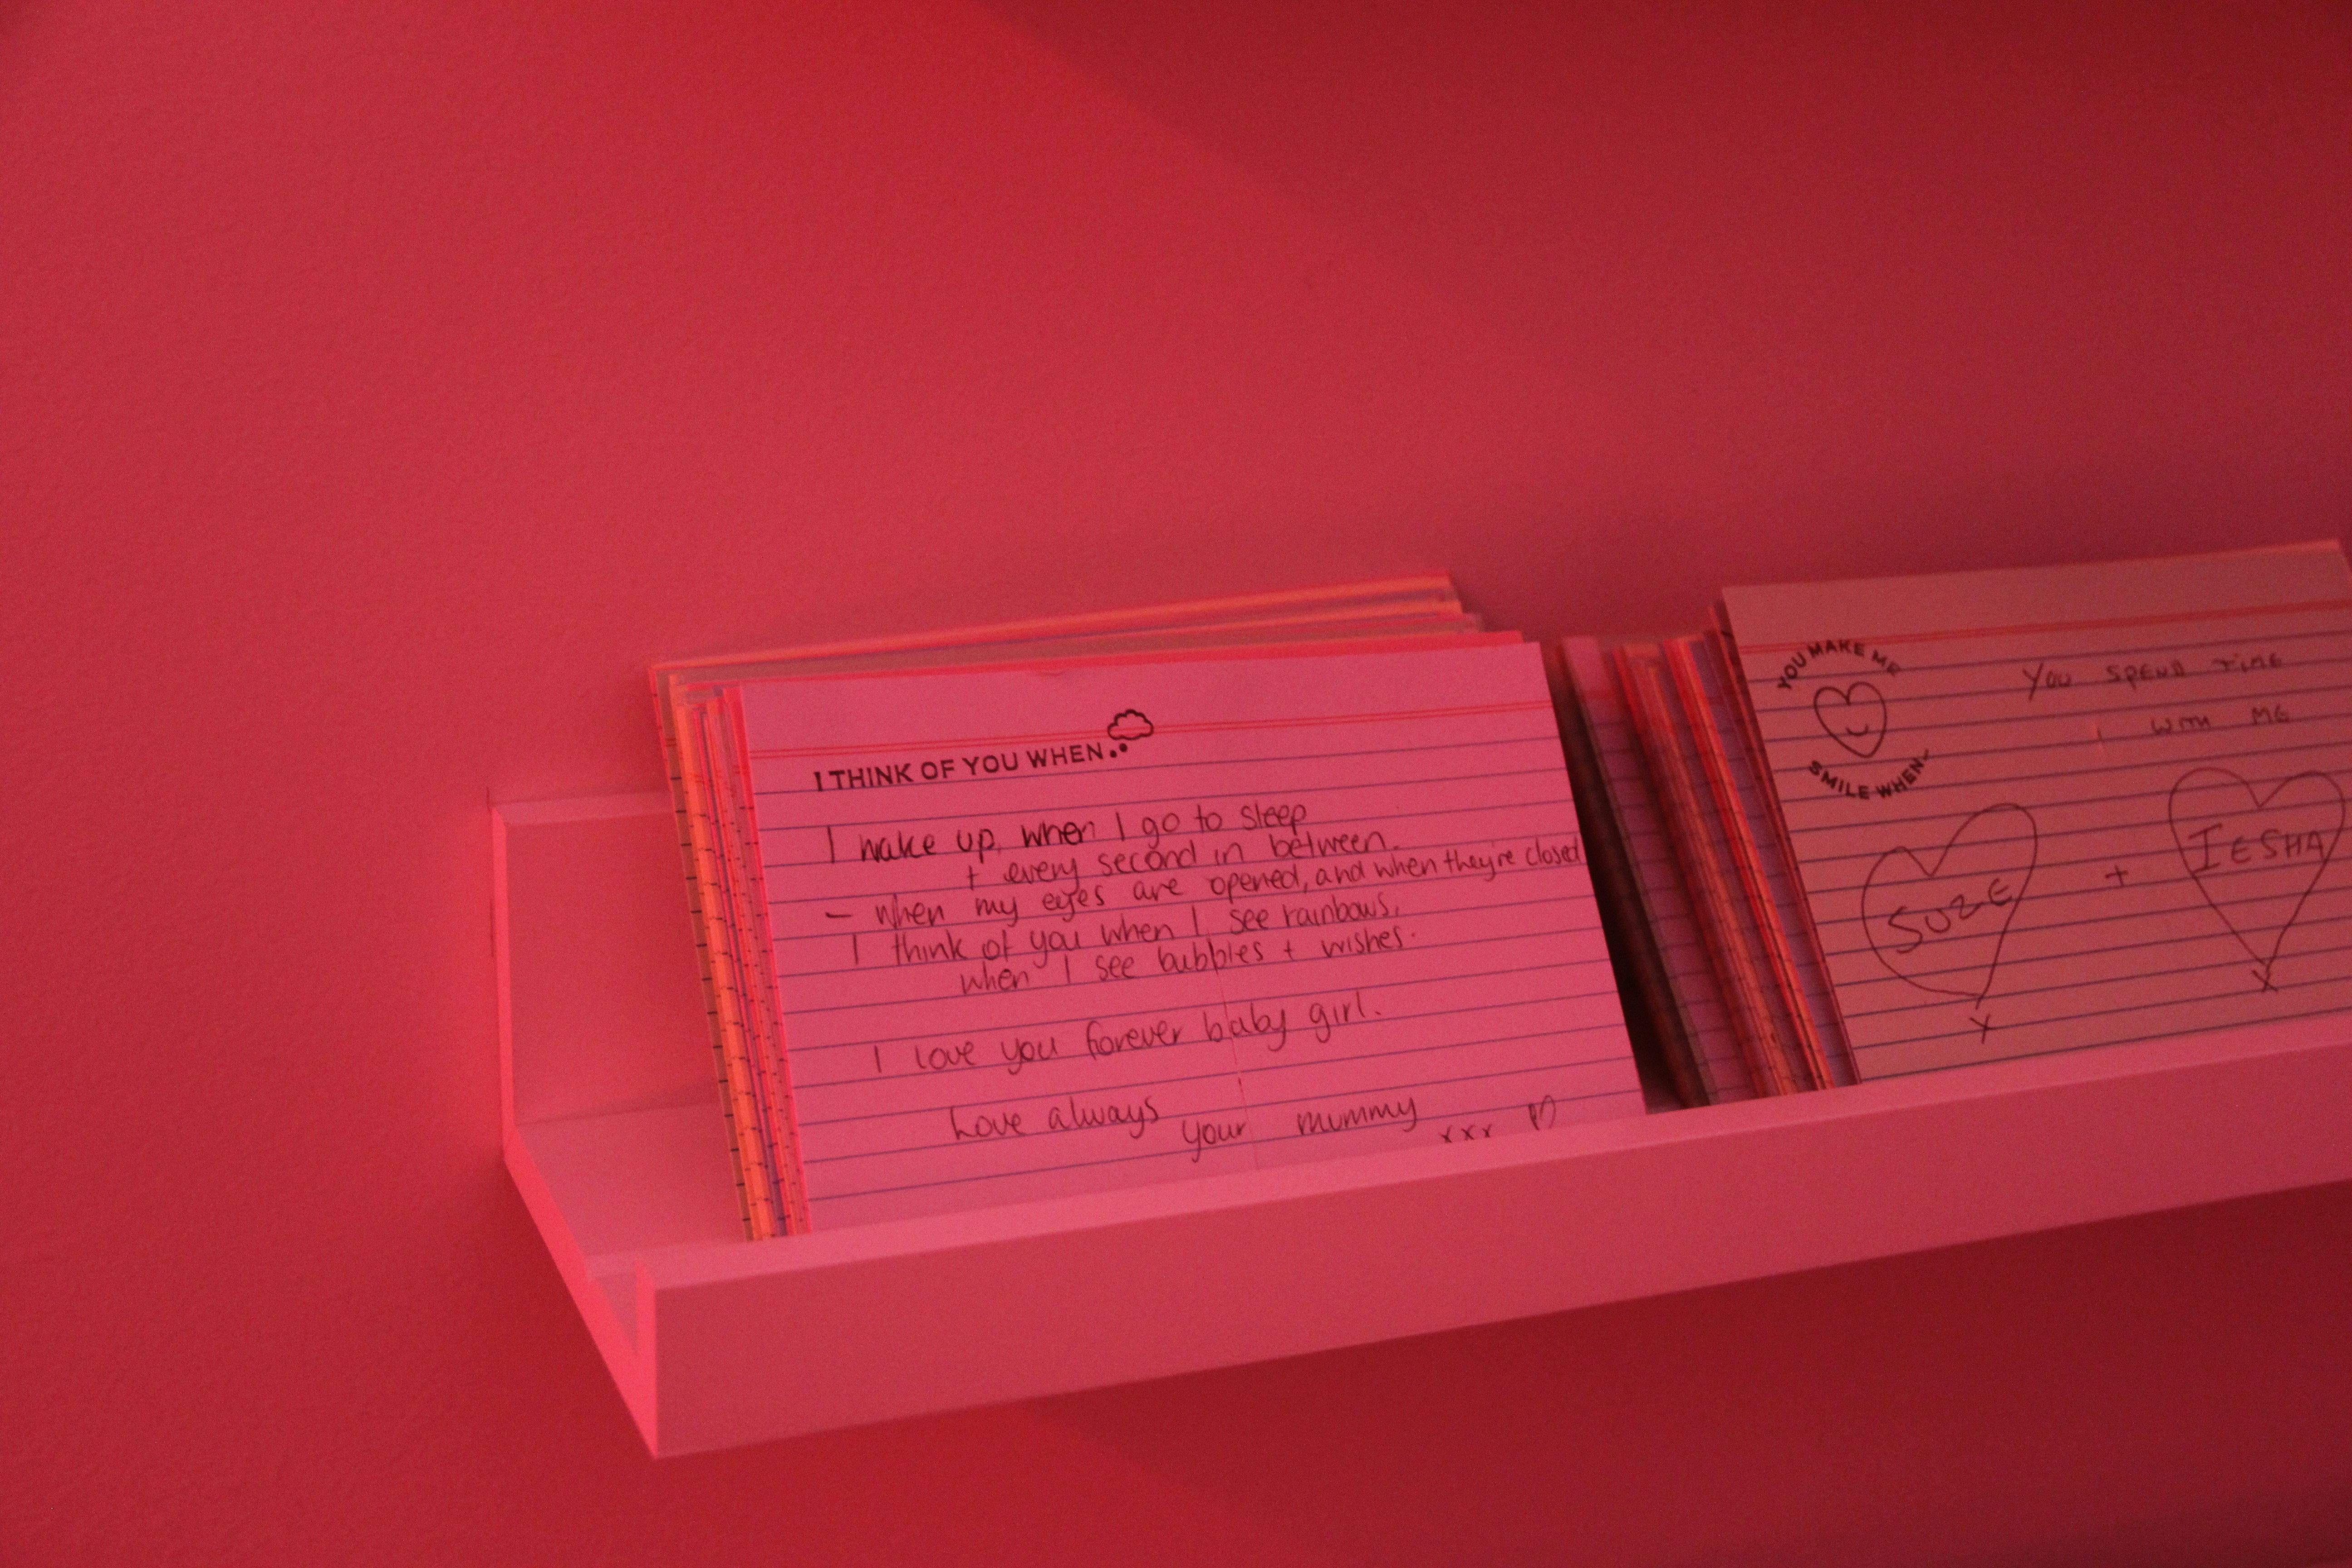 I THINK OF YOU WHEN..
I wake up, when I go to sleep
+ every second in between.
- when my eyes are opened, and when they're closed.
I think of you when I see rainbows,
when I see bubbles + wishes.
I love you forever baby girl.
Love always
your mummy
xxx
YOU MAKE ME
SMILE WHEN
You SPEND TIME
WITH ME
SUZE + IESHA
X X